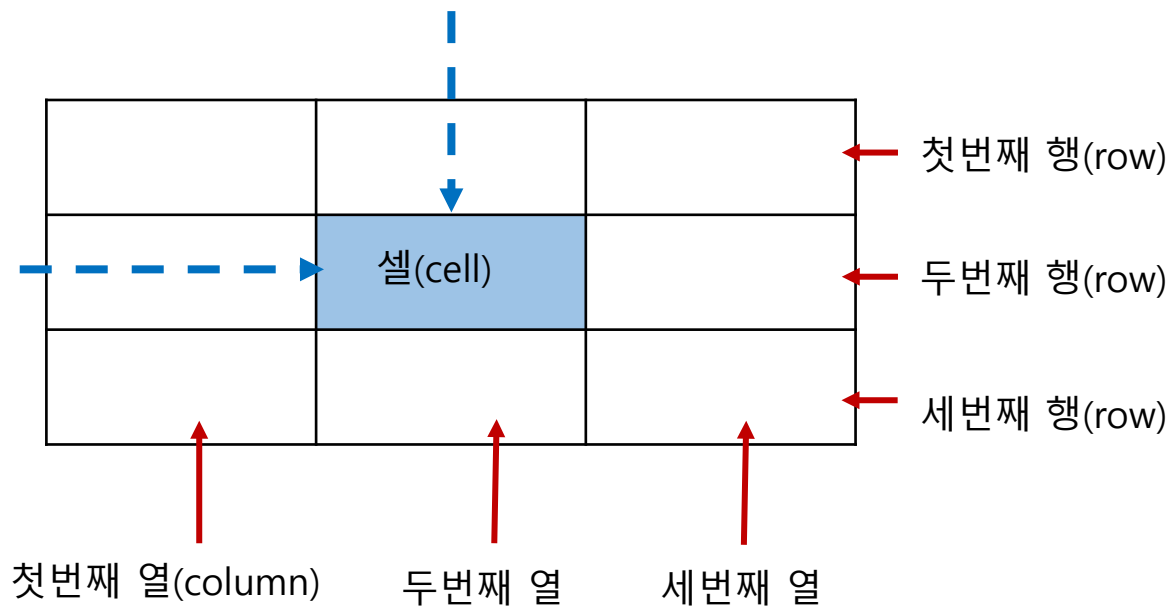 첫번째 행(row)
셀(cell)
두번째 행(row)
세번째 행(row)
첫번째 열(column)
두번째 열
세번째 열